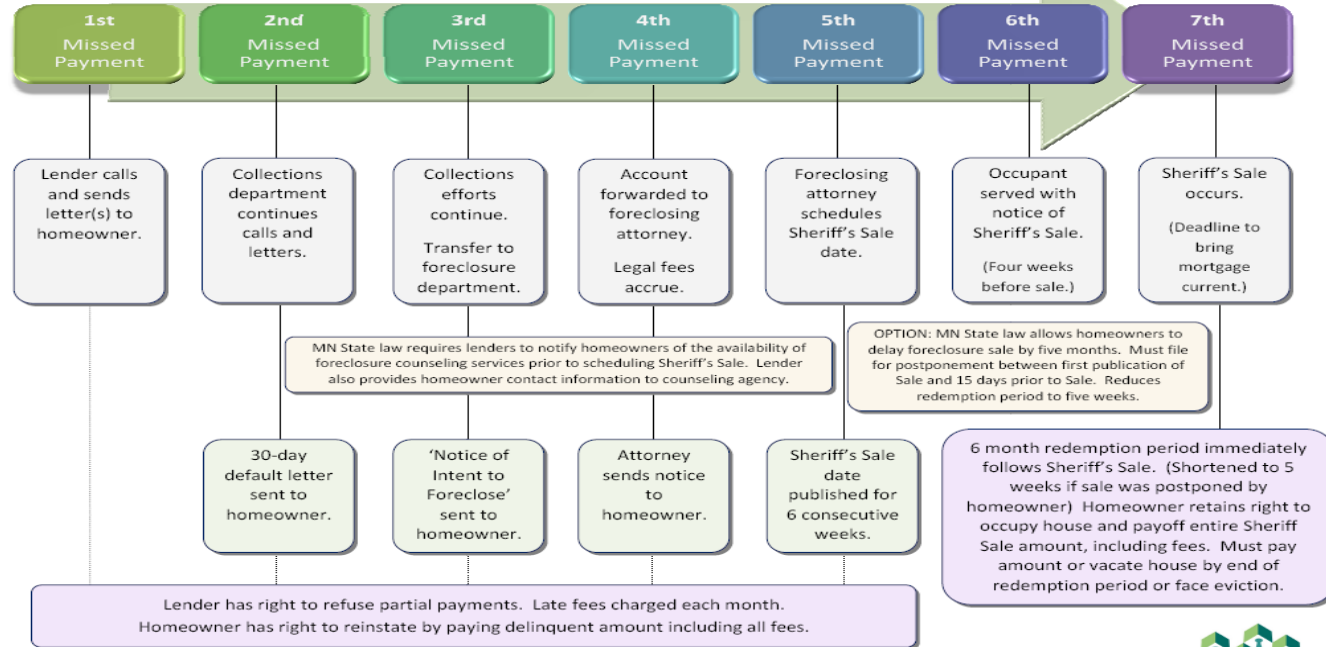 1st
Missed
Payment
2nd
Missed
Payment
3rd
Missed
Payment
4th
Missed
Payment
5th
Missed
Payment
6th
Missed
Payment
7th
Missed
Payment
Lender calls
and sends
letter(s) to
homeowner.
Collections
department
continues
calls and
letters.
Collections
efforts
continue.
Transfer to
foreclosure
department.
Account
forwarded to
foreclosing
attorney.
Legal fees
accrue.
Foreclosing
attorney
schedules
Sheriff's Sale
date.
Occupant
served with
notice of
Sheriff's Sale.
(Four weeks
before sale.)
Sheriff's Sale
occurs.
(Deadline to
bring
mortgage
current.)
MN State law requires lenders to notify homeowners of the availability of
foreclosure counseling services prior to scheduling Sheriff's Sale.  Lender
also provides homeowner contact information to counseling agency.
OPTION: MN State law allows homeowners to
delay foreclosure sale by five months.  Must file
for postponement between first publication of
Sale and 15 days prior to Sale.  Reduces
redemption period to five weeks.
30-day
default letter
sent to
homeowner.
'Notice of
Intent to
Foreclose'
sent to
homeowner.
Attorney
sends notice
to
homeowner.
Sheriff's Sale
date
published for
6 consecutive
weeks.
6 month redemption period immediately
follows Sheriff's Sale.  (Shortened to 5
weeks if sale was postponed by
homeowner)  Homeowner retains right to
occupy house and payoff entire Sheriff
Sale amount, including fees.  Must pay
amount or vacate house by end of
redemption period or face eviction.
Lender has right to refuse partial payments.  Late fees charged each month.
Homeowner has right to reinstate by paying delinquent amount including all fees.